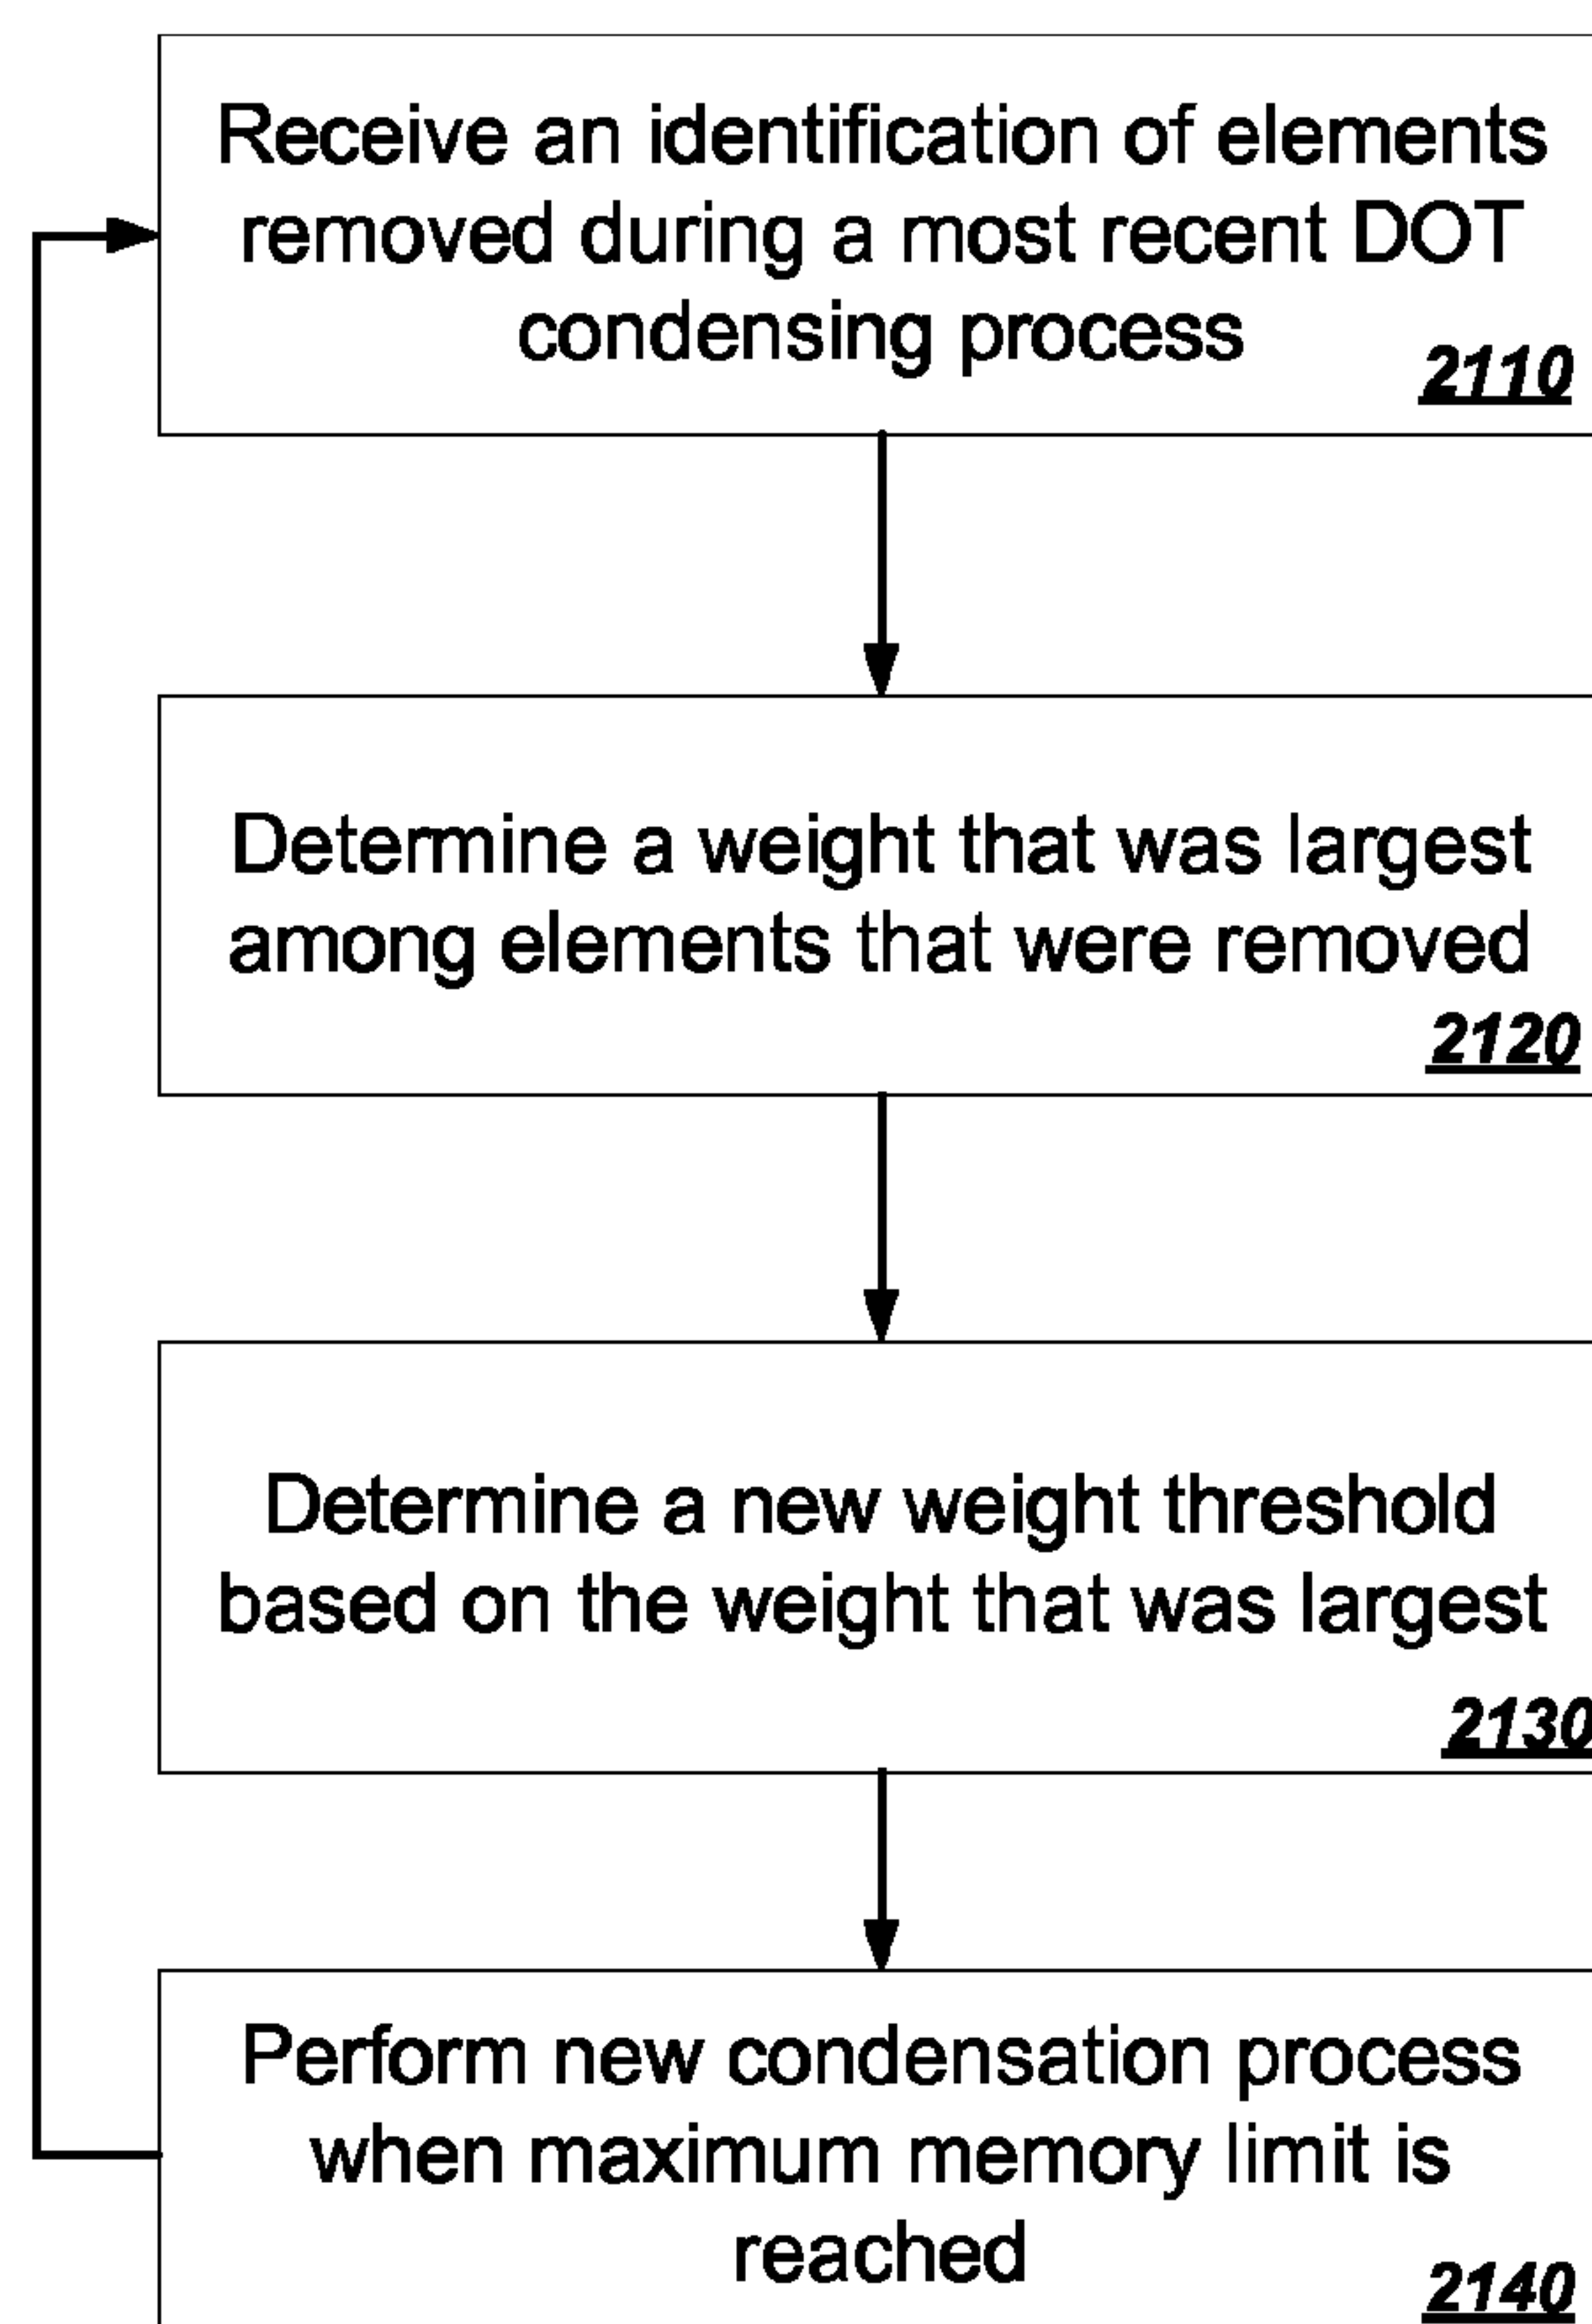 Receive an identification of elements
removed during a most recent DOT
condensing process
2110
Determine a weight that was largest
among elements that were removed
2120
Determine a new weight threshold
based on the weight that was largest
2130
Perform new condensation process
when maximum memory limit is
reached
2140